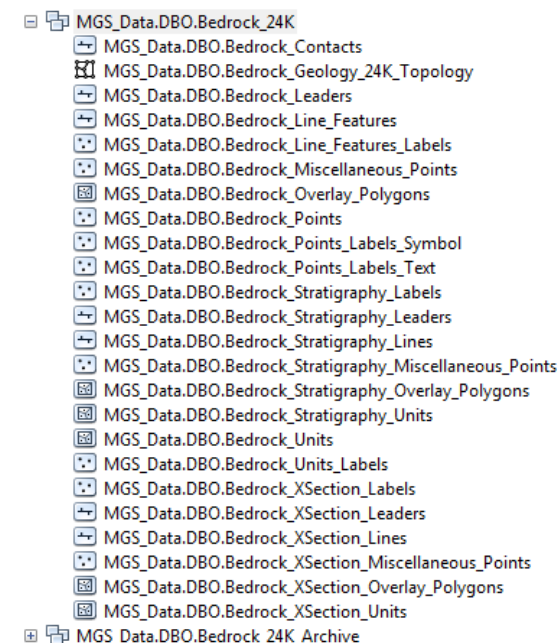 MGS_Data.DBO.Bedrock_24K
MGS_Data.DBO.Bedrock_Contacts
MGS_Data.DBO.Bedrock_Geology_24K_Topology
MGS_Data.DBO.Bedrock_Leaders
MGS_Data.DBO.Bedrock_Line_Features
MGS_Data.DBO.Bedrock_Line_Features_Labels
MGS_Data.DBO.Bedrock_Miscellaneous_Points
MGS_Data.DBO.Bedrock_Overlay_Polygons
MGS_Data.DBO.Bedrock_Points
MGS_Data.DBO.Bedrock_Points_Labels_Symbol
MGS_Data.DBO.Bedrock_Points_Labels_Text
MGS_Data.DBO.Bedrock_Stratigraphy_Labels
MGS_Data.DBO.Bedrock_Stratigraphy_Leaders
MGS_Data.DBO.Bedrock_Stratigraphy_Lines
MGS_Data.DBO.Bedrock_Stratigraphy_Miscellaneous_Points
MGS_Data.DBO.Bedrock_Stratigraphy_Overlay_Polygons
MGS_Data.DBO.Bedrock_Stratigraphy_Units
MGS_Data.DBO.Bedrock_Units
MGS_Data.DBO.Bedrock_Units_Labels
MGS_Data.DBO.Bedrock_XSection_Labels
MGS_Data.DBO.Bedrock_XSection_Leaders
MGS_Data.DBO.Bedrock_XSection_Lines
MGS_Data.DBO.Bedrock_XSection_Miscellaneous_Points
MGS_Data.DBO.Bedrock_XSection_Overlay_Polygons
MGS_Data.DBO.Bedrock_XSection_Units
MGS_Data.DBO.Bedrock_24K_Archive